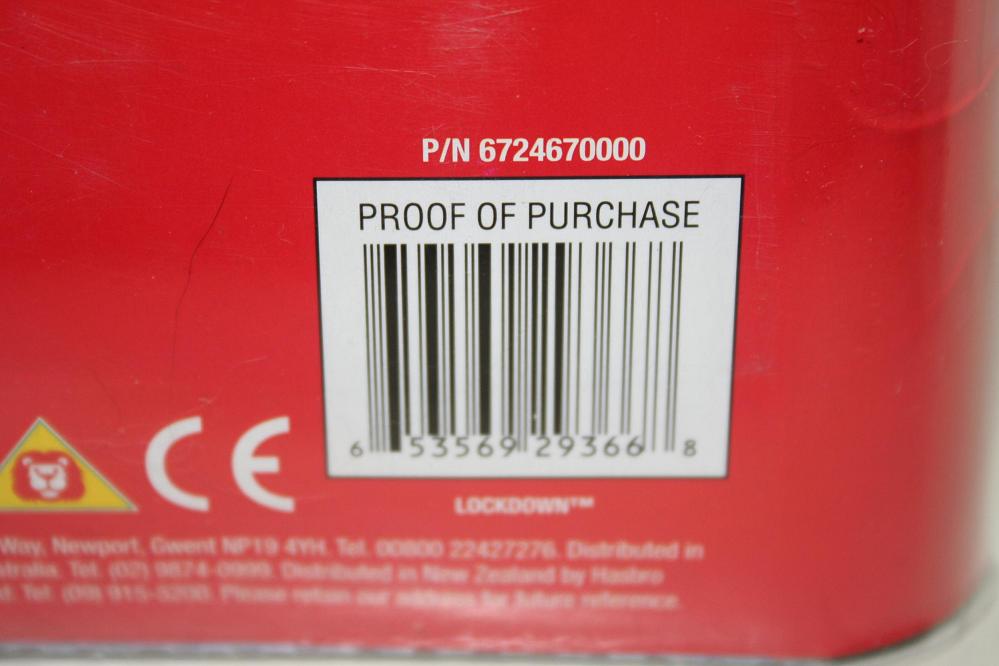 P/N 6724670000
PROOF OF PURCHASE
6 53569 29366 8
CE
LOCKDOWN™
Way, Newport, Gwent NP19 4YH. Tel. 00800 22427276. Distributed in
Tel. (02) 9874-0999. Distributed in New Zealand by Hasbro
Tel. (09) 915-5200. Please retain our address for future reference.